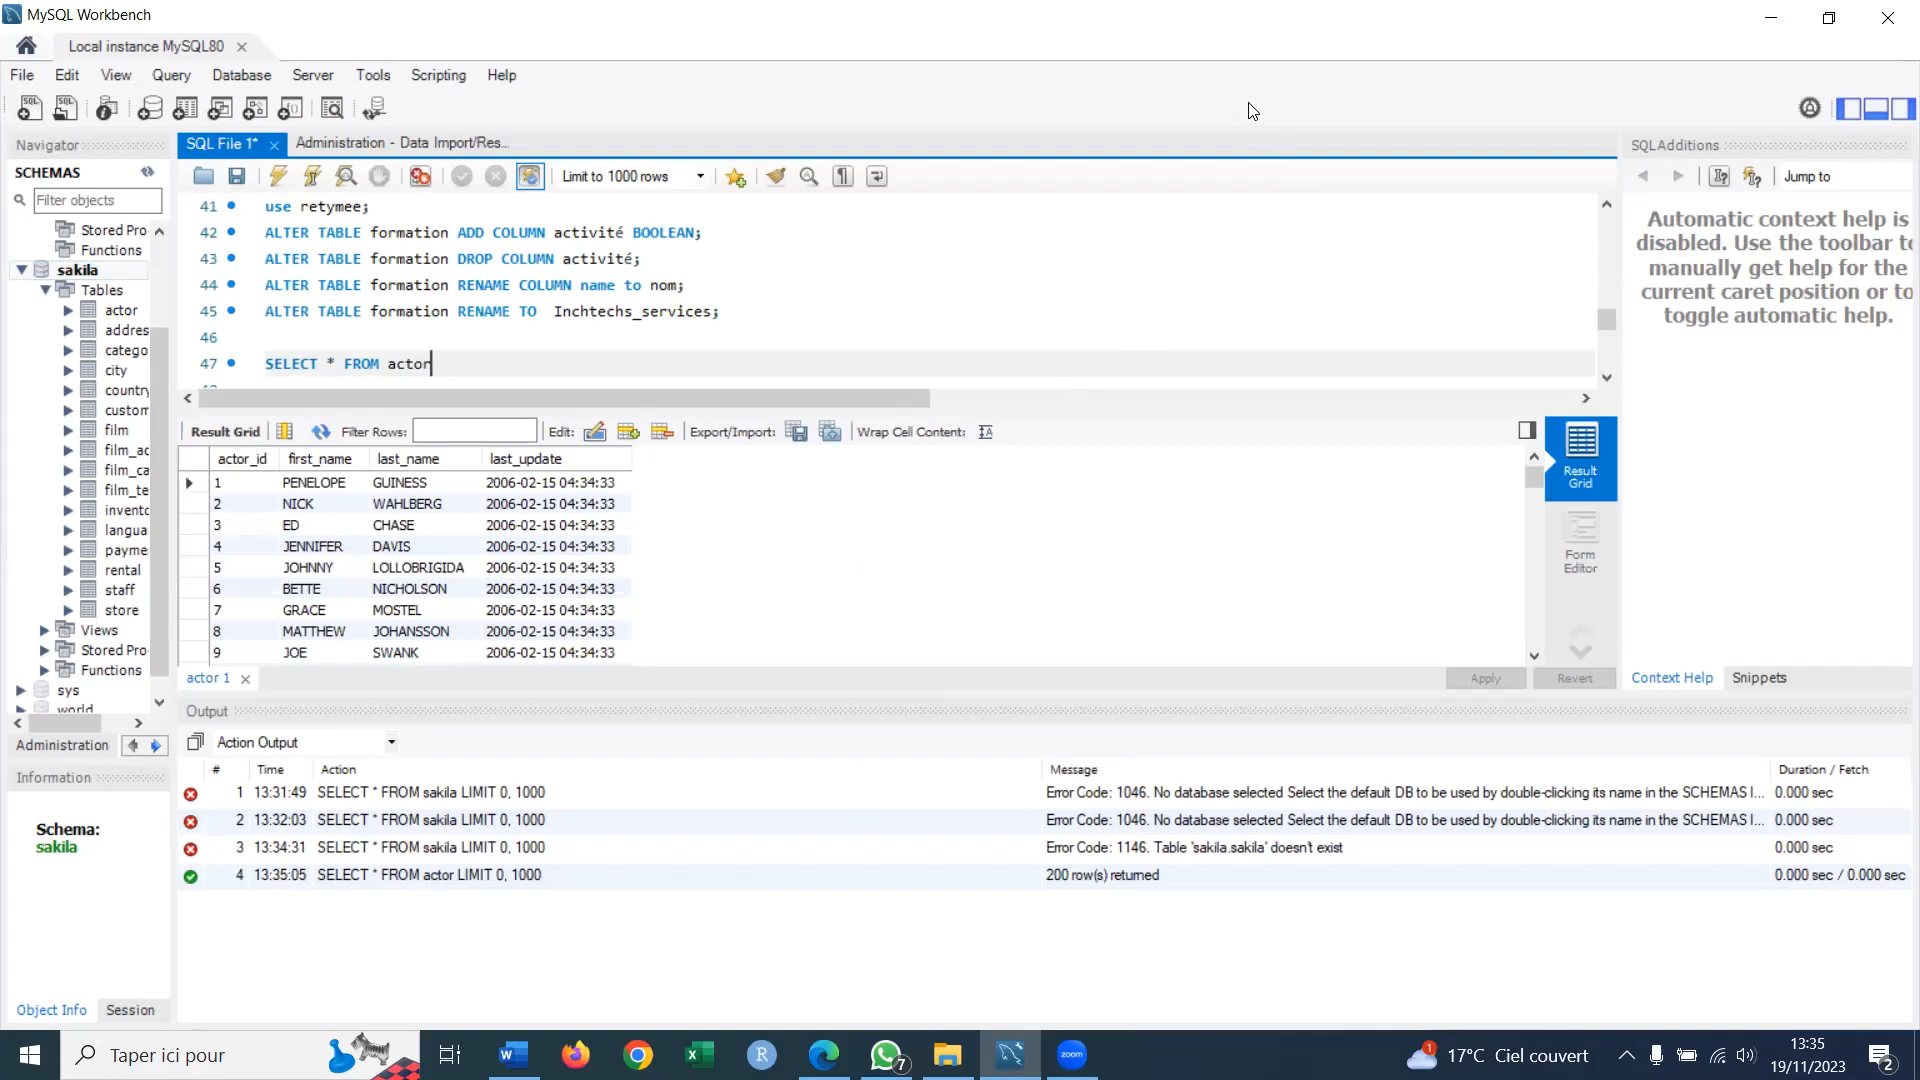 MySQL Workbench
Local instance MySQL80
File Edit View Query Database Server Tools Scripting Help
Navigator
SCHEMAS
Filter objects
Stored Pro
Functions
sakila
Tables
actor
addres
catego
city
country
custom
film
film_ac
film_ca
film_te
invento
langua
payme
rental
staff
store
Views
Stored Pro
Functions
sys
world
Administration
Information
Schema:
sakila
Object Info Session
SQL File 1* Administration - Data Import/Res...
Limit to 1000 rows
41 use retymee;
42 ALTER TABLE formation ADD COLUMN activité BOOLEAN;
43 ALTER TABLE formation DROP COLUMN activité;
44 ALTER TABLE formation RENAME COLUMN name to nom;
45 ALTER TABLE formation RENAME TO Inchtechs_services;
46
47 SELECT * FROM actor
Result Grid Filter Rows: Edit: Export/Import: Wrap Cell Content:
actor_id first_name last_name last_update
1 PENELOPE GUINESS 2006-02-15 04:34:33
2 NICK WAHLBERG 2006-02-15 04:34:33
3 ED CHASE 2006-02-15 04:34:33
4 JENNIFER DAVIS 2006-02-15 04:34:33
5 JOHNNY LOLLOBRIGIDA 2006-02-15 04:34:33
6 BETTE NICHOLSON 2006-02-15 04:34:33
7 GRACE MOSTEL 2006-02-15 04:34:33
8 MATTHEW JOHANSSON 2006-02-15 04:34:33
9 JOE SWANK 2006-02-15 04:34:33
Result
Grid
Form
Editor
actor 1
Apply Revert
SQLAdditions
Jump to
Automatic context help is
disabled. Use the toolbar to
manually get help for the
current caret position or to
toggle automatic help.
Context Help Snippets
Output
Action Output
# Time Action Message Duration / Fetch
1 13:31:49 SELECT * FROM sakila LIMIT 0, 1000 Error Code: 1046. No database selected Select the default DB to be used by double-clicking its name in the SCHEMAS l... 0.000 sec
2 13:32:03 SELECT * FROM sakila LIMIT 0, 1000 Error Code: 1046. No database selected Select the default DB to be used by double-clicking its name in the SCHEMAS l... 0.000 sec
3 13:34:31 SELECT * FROM sakila LIMIT 0, 1000 Error Code: 1146. Table 'sakila.sakila' doesn't exist 0.000 sec
4 13:35:05 SELECT * FROM actor LIMIT 0, 1000 200 row(s) returned 0.000 sec / 0.000 sec
Taper ici pour
7
zoom
1
17°C Ciel couvert
13:35
19/11/2023
2